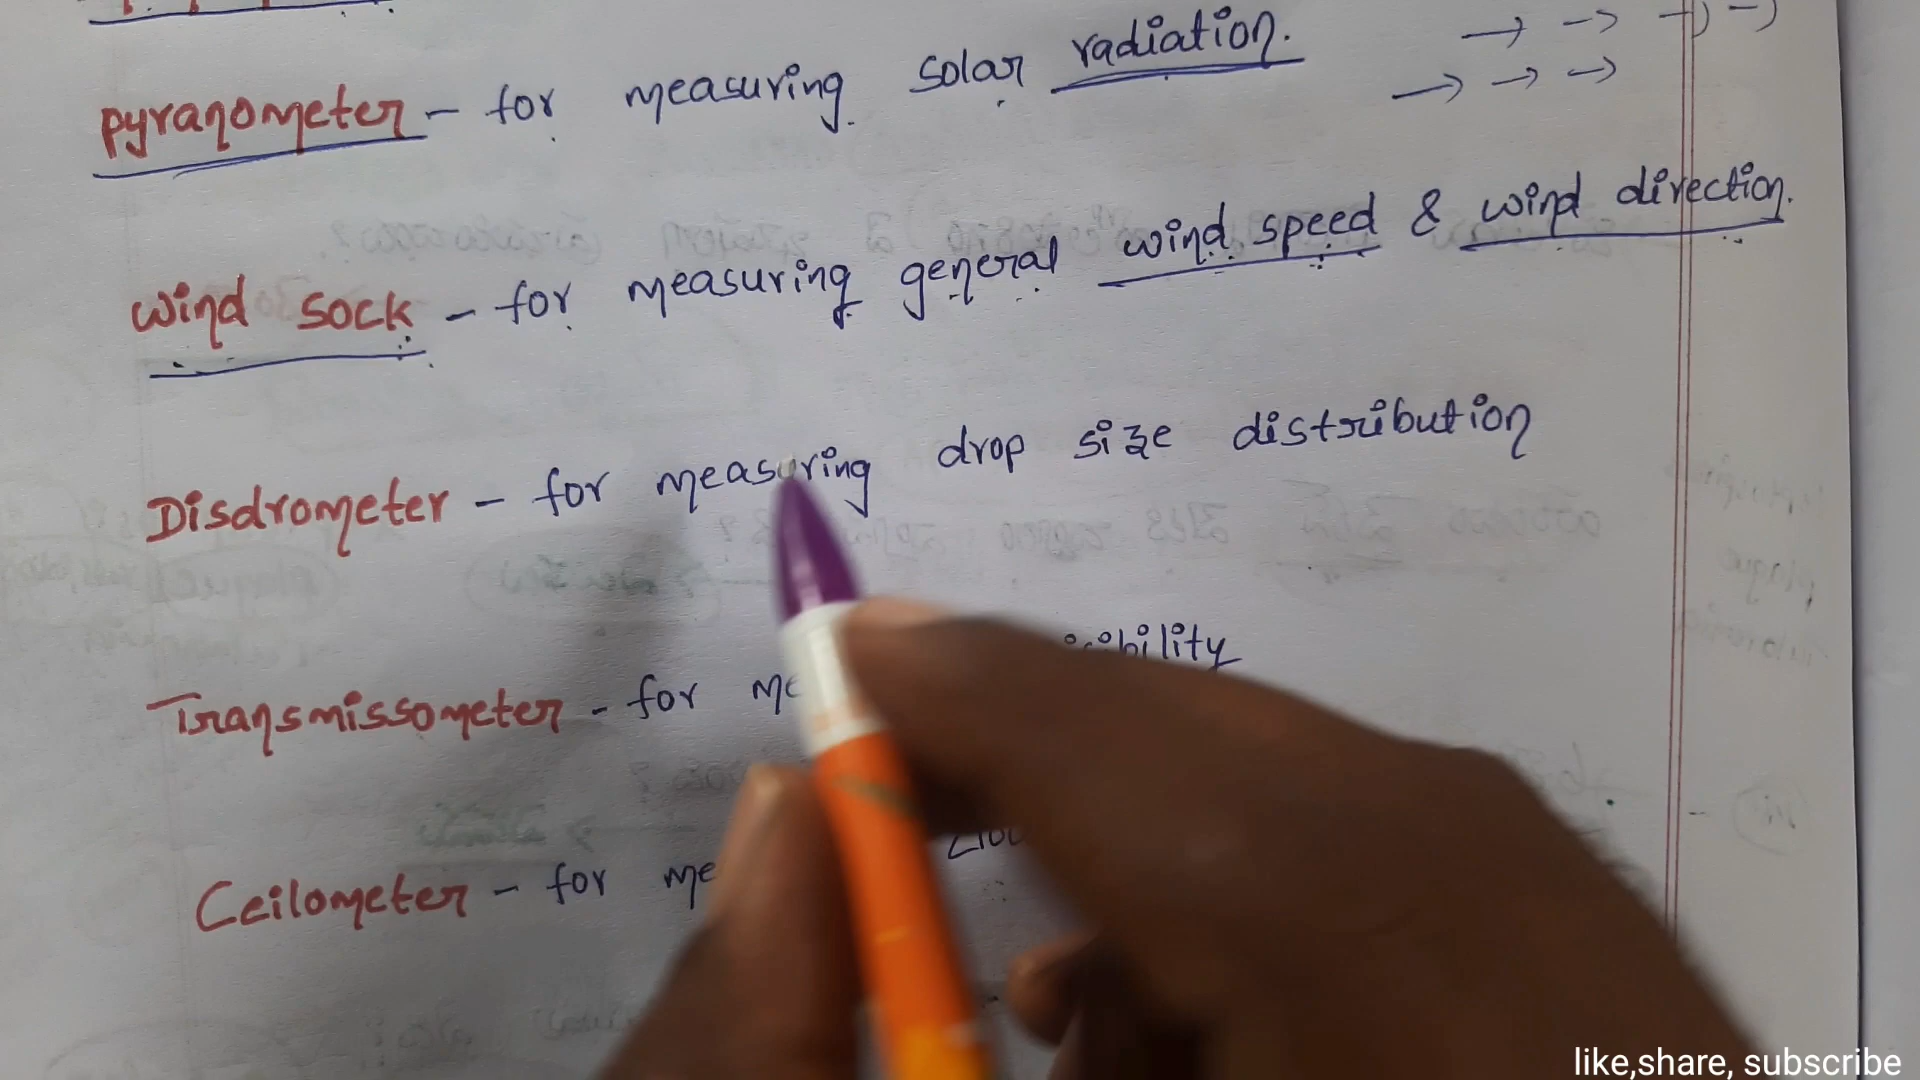 pyranometer - for measuring solar radiation.
wind sock - for measuring general wind speed & wind direction.
Disdrometer - for measuring drop size distribution
Transmissometer - for
Ceilometer - for
like,share, subscribe